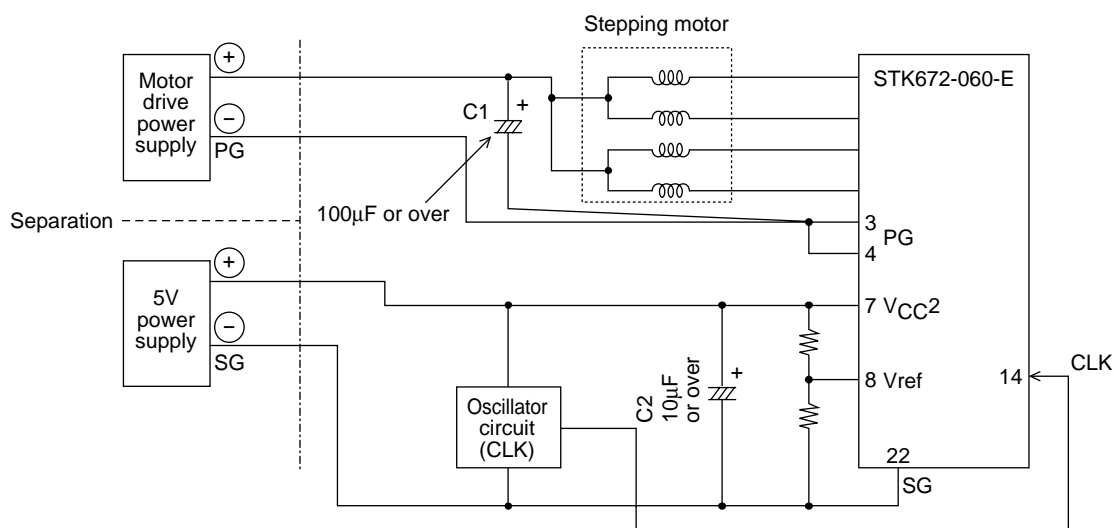 Stepping motor
STK672-060-E
+
Motor
drive
power
supply
−
PG
C1
+
100μF or over
3
PG
4
Separation
+
5V
power
supply
−
SG
7 VCC2
8 Vref
14
CLK
C2
10μF
or over
+
Oscillator
circuit
(CLK)
22
SG